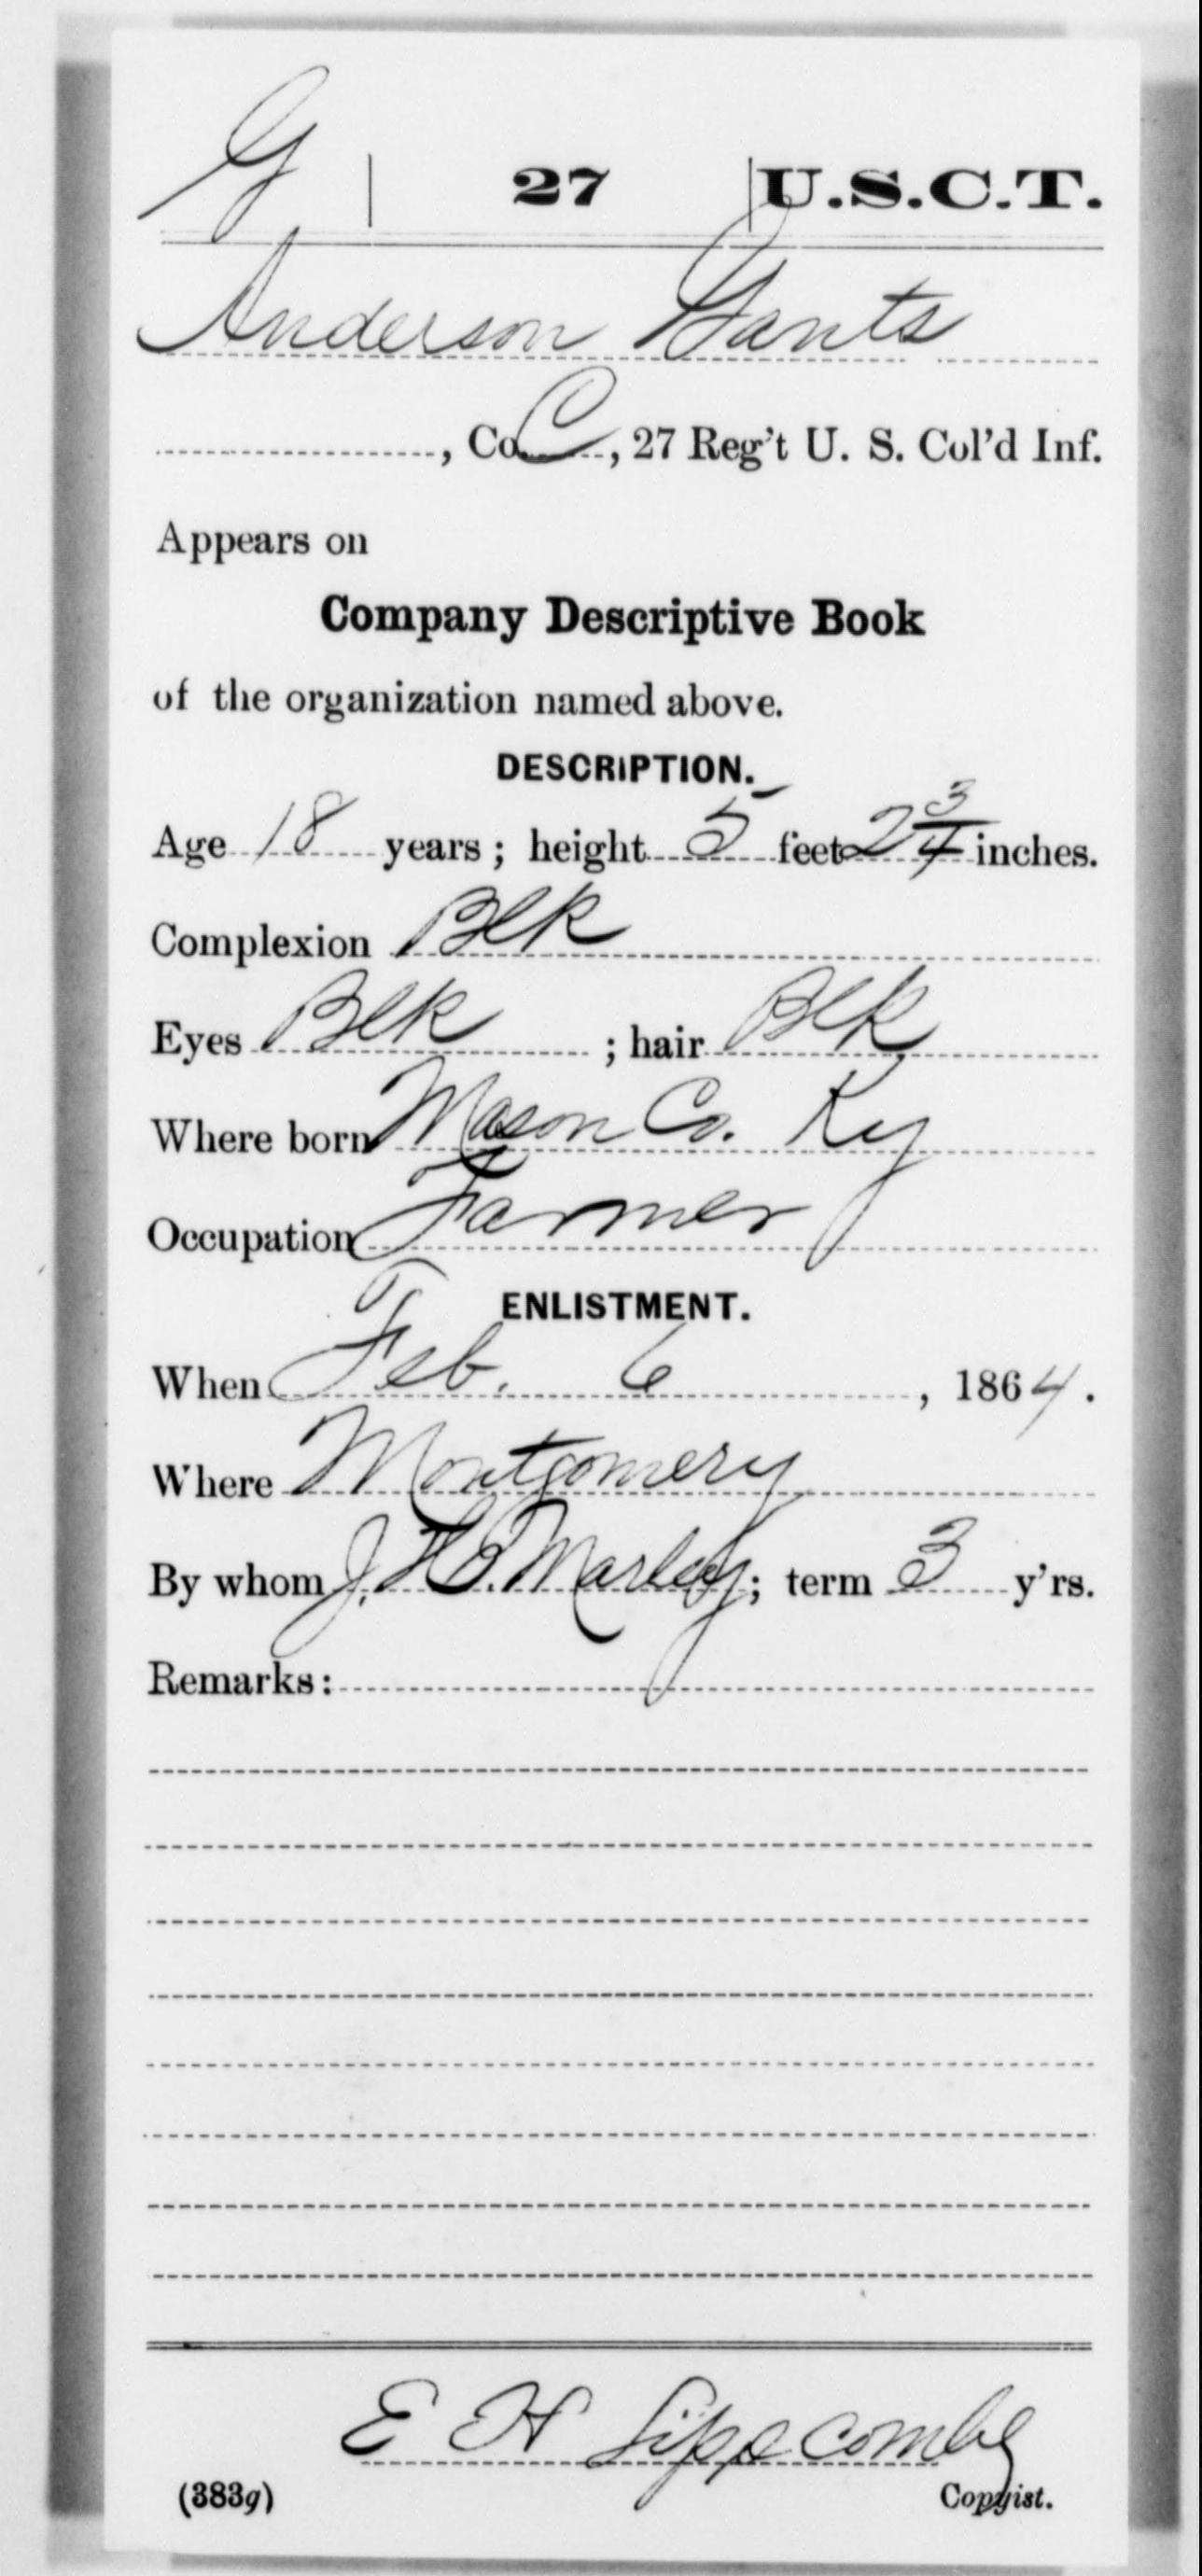 G | 27 | U.S.C.T.
Anderson Gants
, Co. C, 27 Reg't U. S. Col'd Inf.
Appears on
Company Descriptive Book
of the organization named above.
DESCRIPTION.
Age 18 years; height 5 feet 2 3/4 inches.
Complexion Blk
Eyes Blk ; hair Blk
Where born Mason Co. Ky
Occupation Farmer
ENLISTMENT.
When Feb. 6, 1864.
Where Montgomery
By whom J. H. B. Marley; term 3 y'rs.
Remarks:
E H Lippscombe
(383g) Copyist.